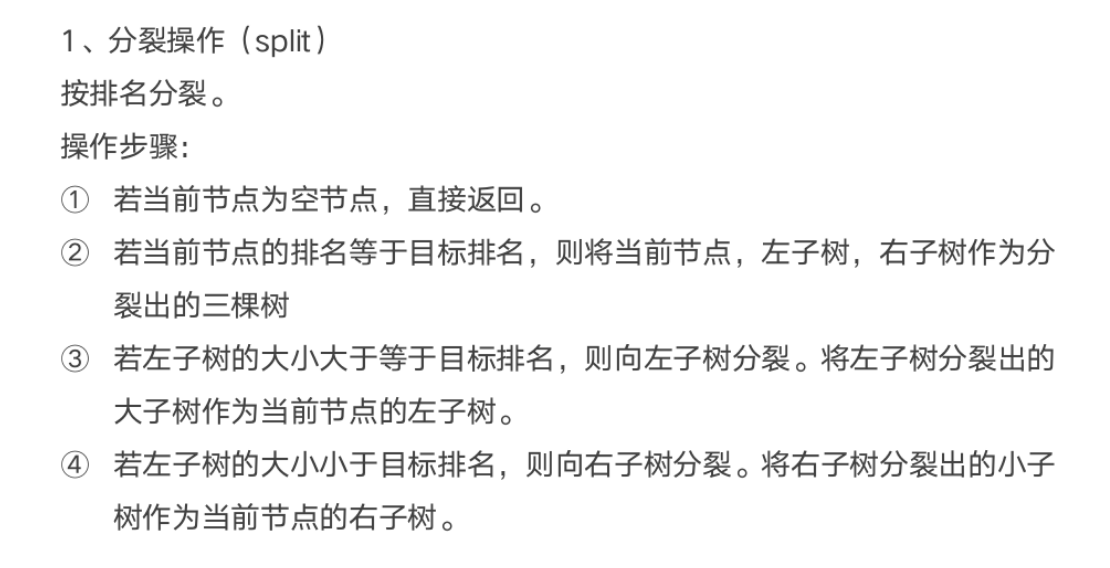 1、分裂操作（split）
按排名分裂。
操作步骤：
① 若当前节点为空节点，直接返回。
② 若当前节点的排名等于目标排名，则将当前节点，左子树，右子树作为分
裂出的三棵树
③ 若左子树的大小大于等于目标排名，则向左子树分裂。将左子树分裂出的
大子树作为当前节点的左子树。
④ 若左子树的大小小于目标排名，则向右子树分裂。将右子树分裂出的小子
树作为当前节点的右子树。